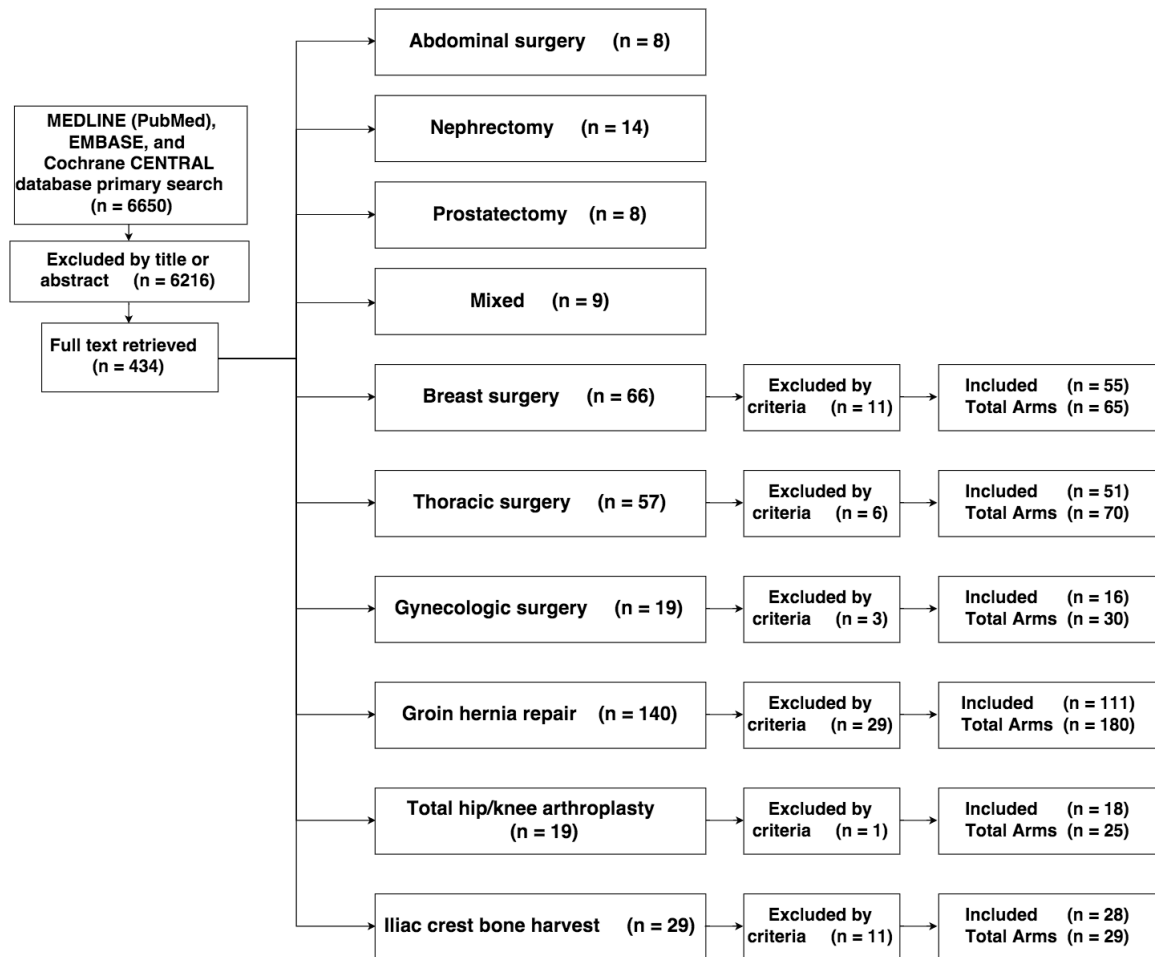 MEDLINE (PubMed),
EMBASE, and
Cochrane CENTRAL
database primary search
(n = 6650)
Excluded by title or
abstract (n = 6216)
Full text retrieved
(n = 434)
Abdominal surgery (n = 8)
Nephrectomy (n = 14)
Prostatectomy (n = 8)
Mixed (n = 9)
Breast surgery (n = 66)
Excluded by
criteria (n = 11)
Included (n = 55)
Total Arms (n = 65)
Thoracic surgery (n = 57)
Excluded by
criteria (n = 6)
Included (n = 51)
Total Arms (n = 70)
Gynecologic surgery (n = 19)
Excluded by
criteria (n = 3)
Included (n = 16)
Total Arms (n = 30)
Groin hernia repair (n = 140)
Excluded by
criteria (n = 29)
Included (n = 111)
Total Arms (n = 180)
Total hip/knee arthroplasty
(n = 19)
Excluded by
criteria (n = 1)
Included (n = 18)
Total Arms (n = 25)
Iliac crest bone harvest (n = 29)
Excluded by
criteria (n = 11)
Included (n = 28)
Total Arms (n = 29)